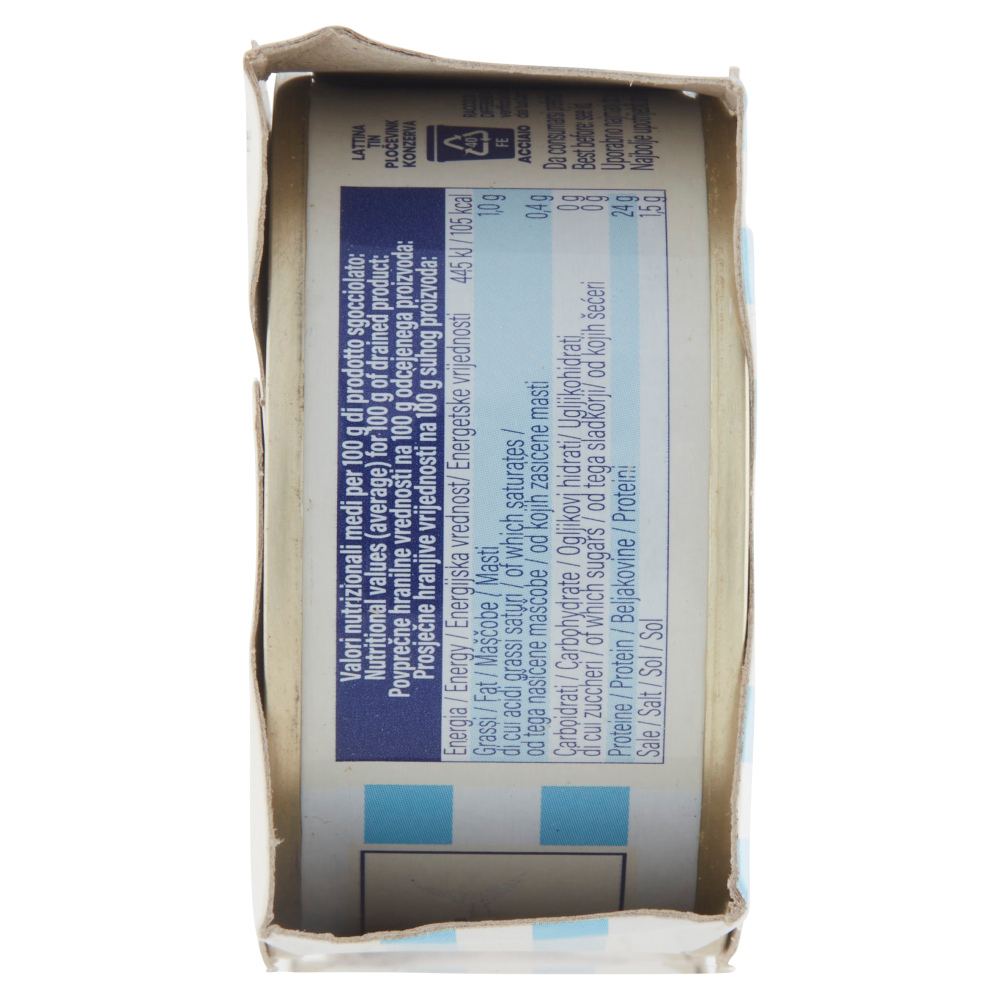 LATTINA
TIN
PLOČEVINK
KONZERVA
40
FE
ACCIAIO
Da consumarsi
Best before: see
Uporabno
Najbolje
Valori nutrizionali medi per 100 g di prodotto sgocciolato:
Nutritional values (average) for 100 g of drained product:
Povprečne hranilne vrednosti na 100 g odcejenega proizvoda:
Prosječne hranjive vrijednosti na 100 g suhog proizvoda:
Energia / Energy / Energijska vrednost/ Energetske vrijednosti 445 kJ / 105 kcal
Grassi / Fat / Maščobe / Masti 1,0 g
di cui acidi grassi saturi / of which saturates /
od tega nasicene mascobe / od kojih zasicene masti 0,4 g
Carboidrati / Carbohydrate / Ogljikovi hidrati/ Ugljikohidrati 0 g
di cui zuccheri / of which sugars / od tega sladkorji/ od kojih šećeri 0 g
Proteine / Protein / Beljakovine / Proteini 24 g
Sale / Salt / Sol / Sol 1,5 g